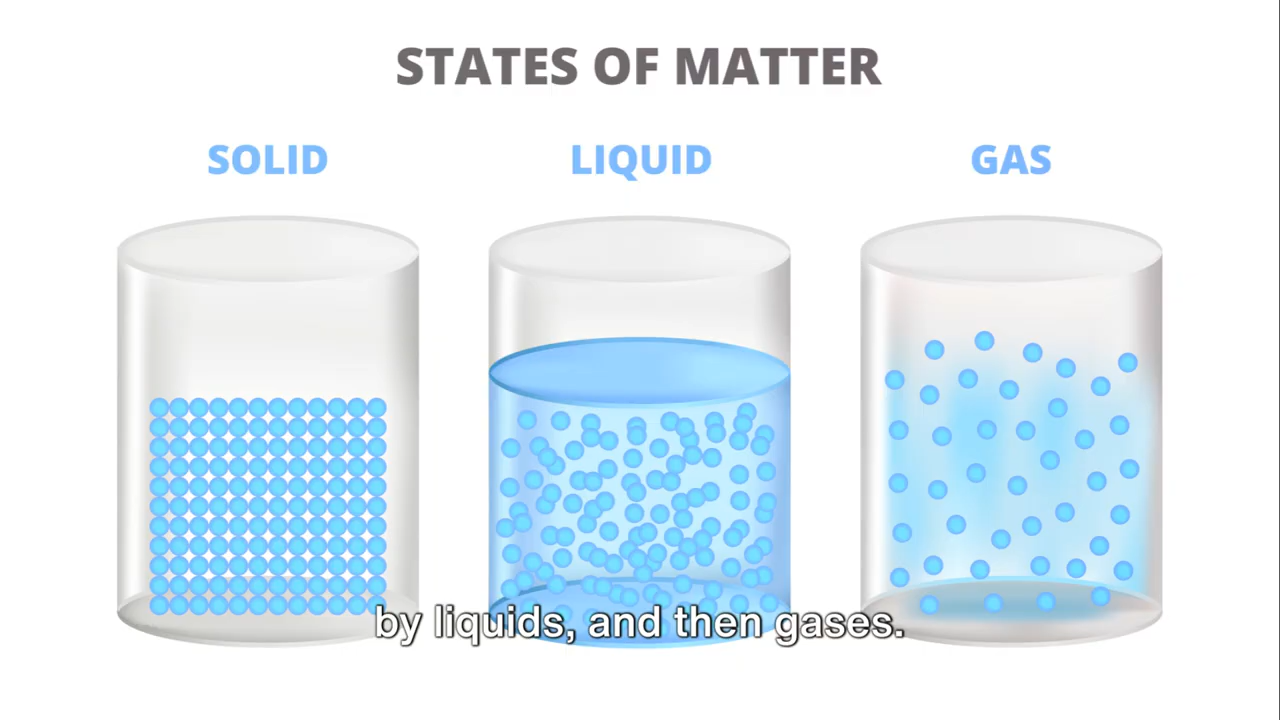 STATES OF MATTER
SOLID
LIQUID
GAS
by liquids, and then gases.